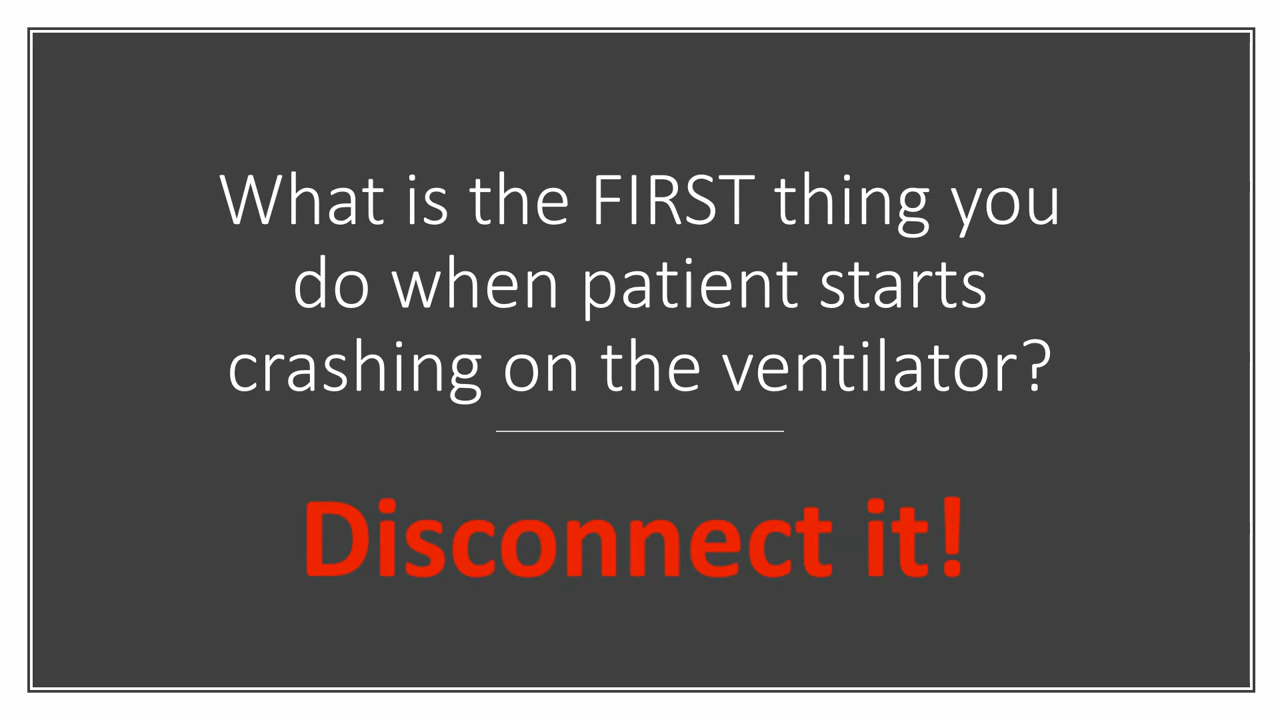 What is the FIRST thing you
do when patient starts
crashing on the ventilator?
Disconnect it!